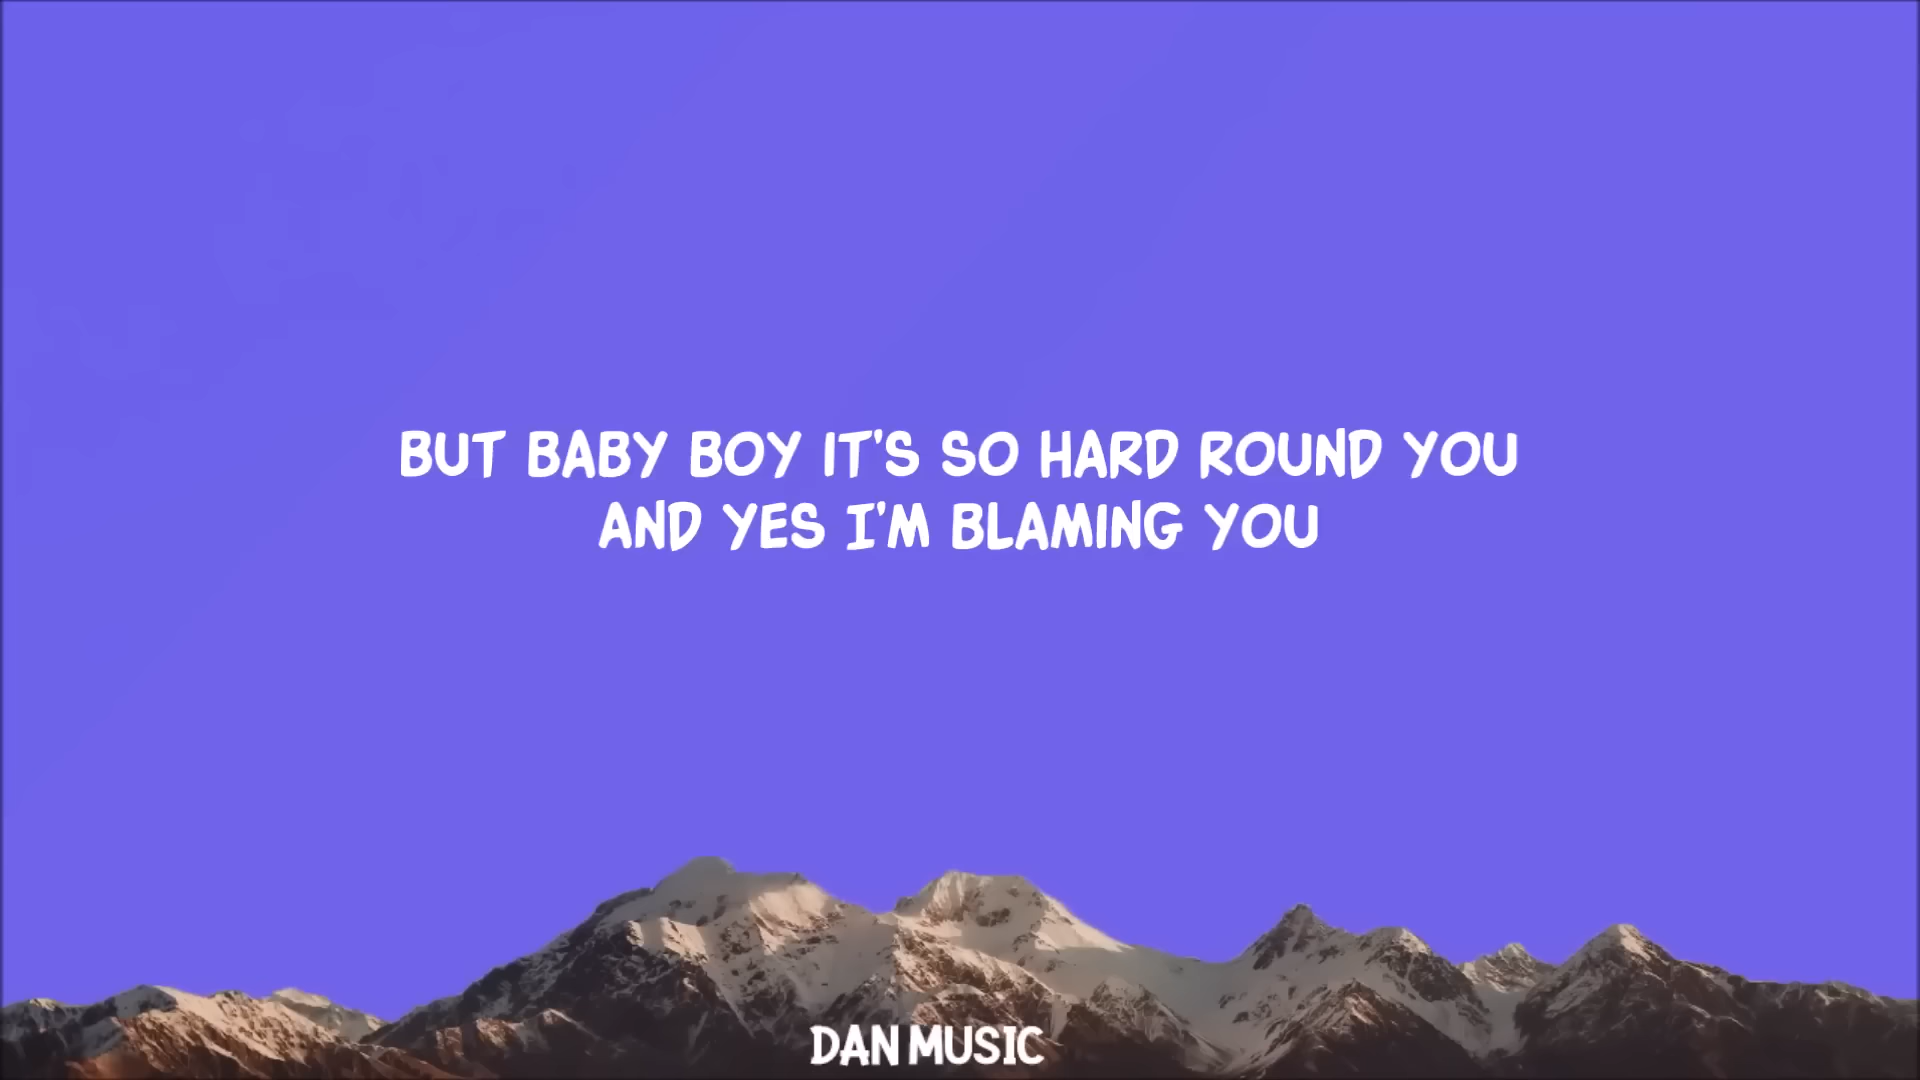 BUT BABY BOY IT'S SO HARD ROUND YOU
AND YES I'M BLAMING YOU
DAN MUSIC